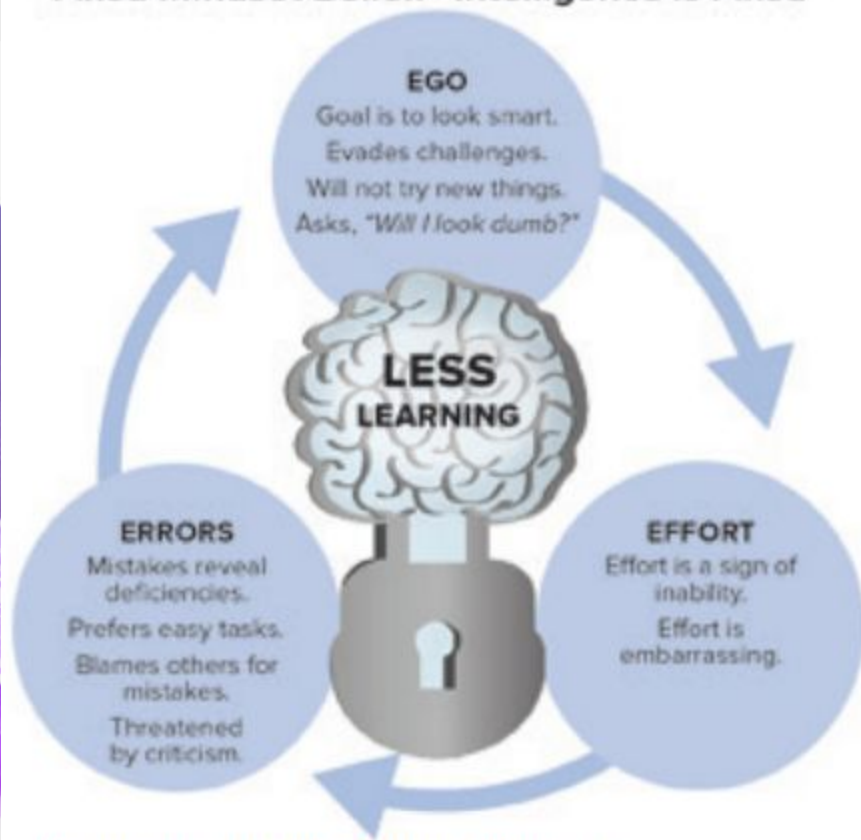 EGO
Goal is to look smart.
Evades challenges.
Will not try new things.
Asks, "Will I look dumb?"
LESS
LEARNING
EFFORT
Effort is a sign of
inability.
Effort is
embarrassing.
ERRORS
Mistakes reveal
deficiencies.
Prefers easy tasks.
Blames others for
mistakes.
Threatened
by criticism.